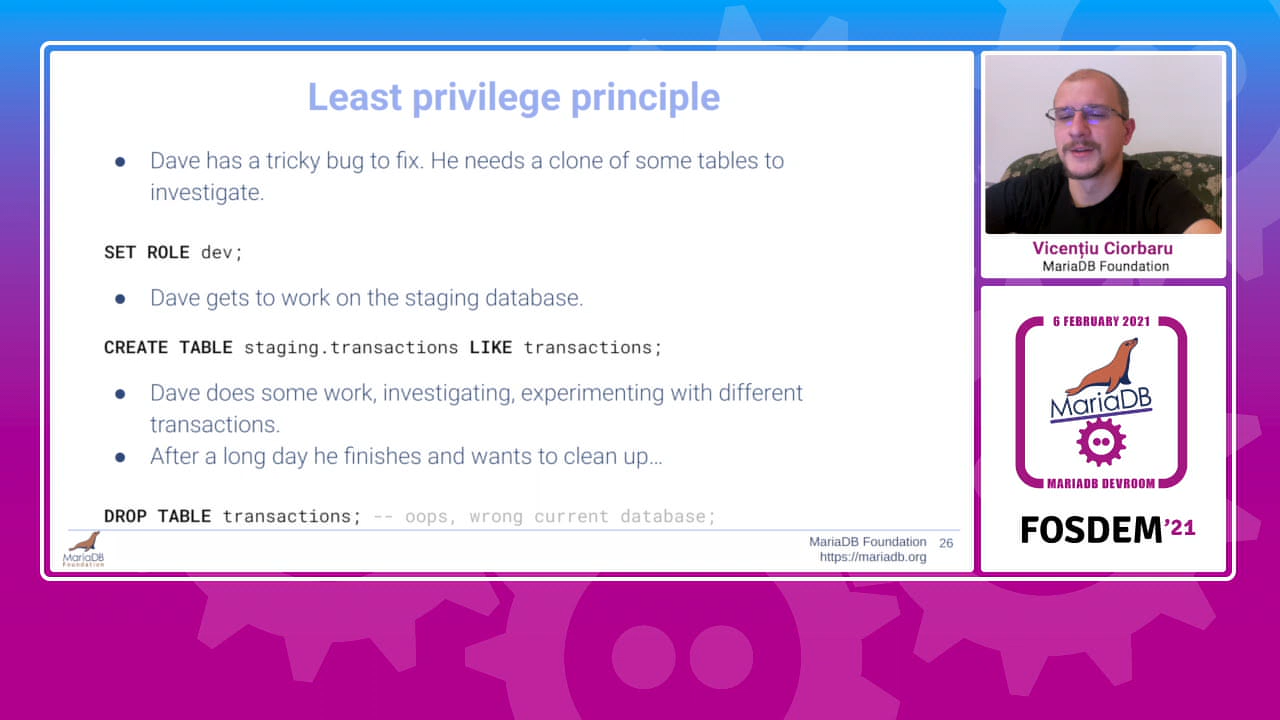 Least privilege principle
● Dave has a tricky bug to fix. He needs a clone of some tables to
investigate.
SET ROLE dev;
● Dave gets to work on the staging database.
CREATE TABLE staging.transactions LIKE transactions;
● Dave does some work, investigating, experimenting with different
transactions.
● After a long day he finishes and wants to clean up...
DROP TABLE transactions; -- oops, wrong current database;
MariaDB
Foundation
MariaDB Foundation 26
https://mariadb.org
Vicențiu Ciorbaru
MariaDB Foundation
6 FEBRUARY 2021
MariaDB
MARIADB DEVROOM
FOSDEM'21